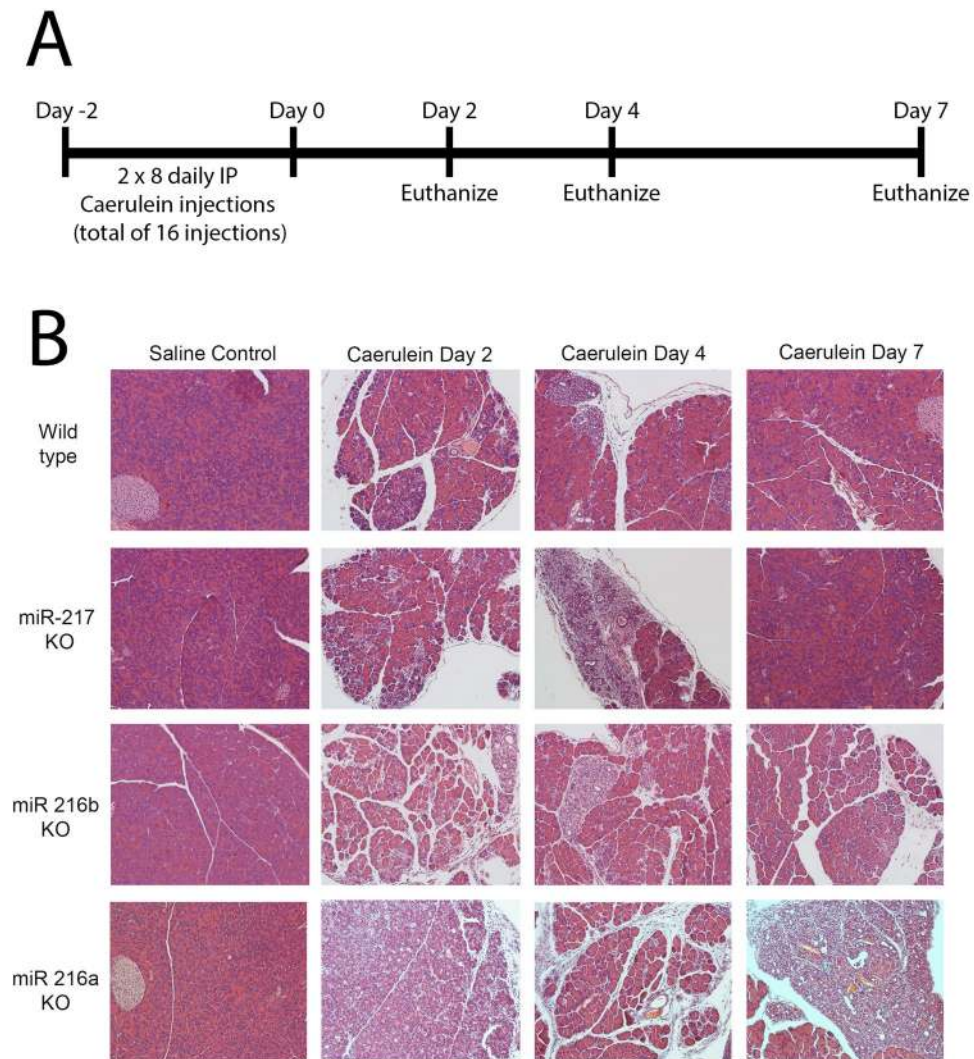 A
Day -2
Day 0
Day 2
Day 4
Day 7
2 x 8 daily IP
Caerulein injections
(total of 16 injections)
Euthanize
Euthanize
Euthanize
B
Saline Control
Caerulein Day 2
Caerulein Day 4
Caerulein Day 7
Wild
type
miR-217
KO
miR 216b
KO
miR 216a
KO